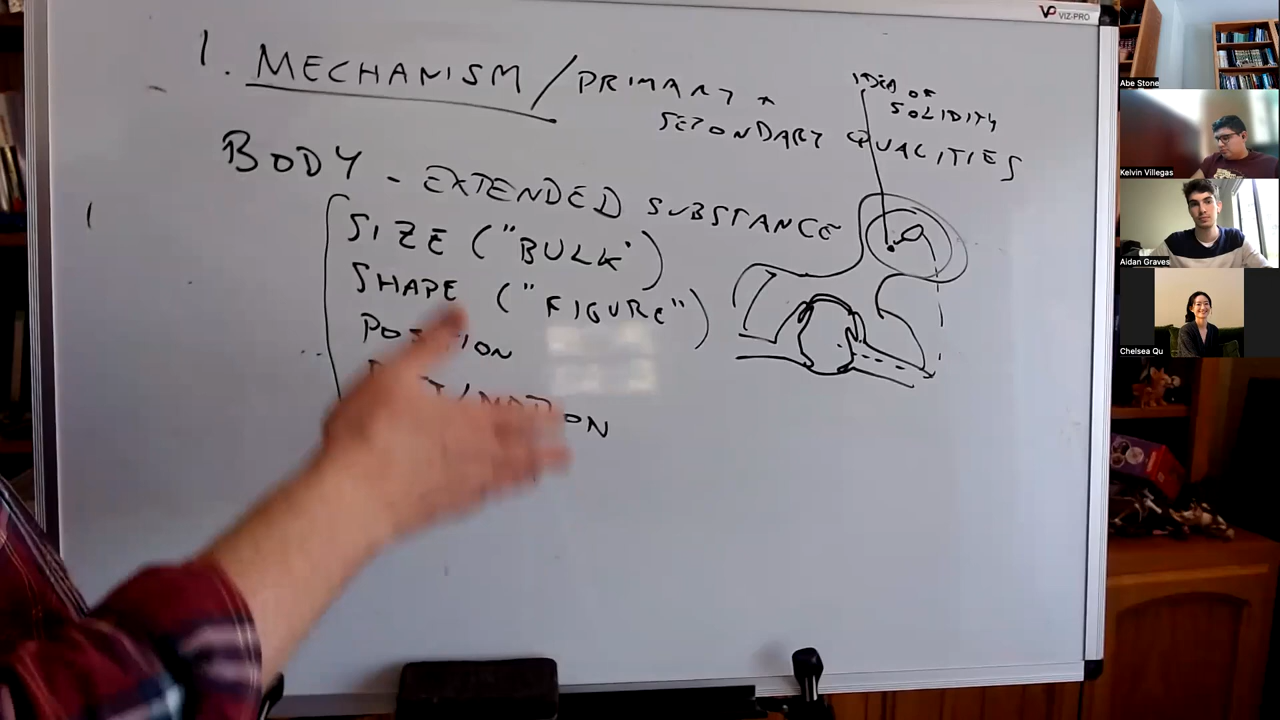 VP VIZ-PRO
1. MECHANISM / PRIMARY +
SECONDARY QUALITIES
IDEA OF
SOLIDITY
BODY - EXTENDED SUBSTANCE
SIZE ("BULK")
SHAPE ("FIGURE")
Abe Stone
Kelvin Villegas
Aidan Graves
Chelsea Qu